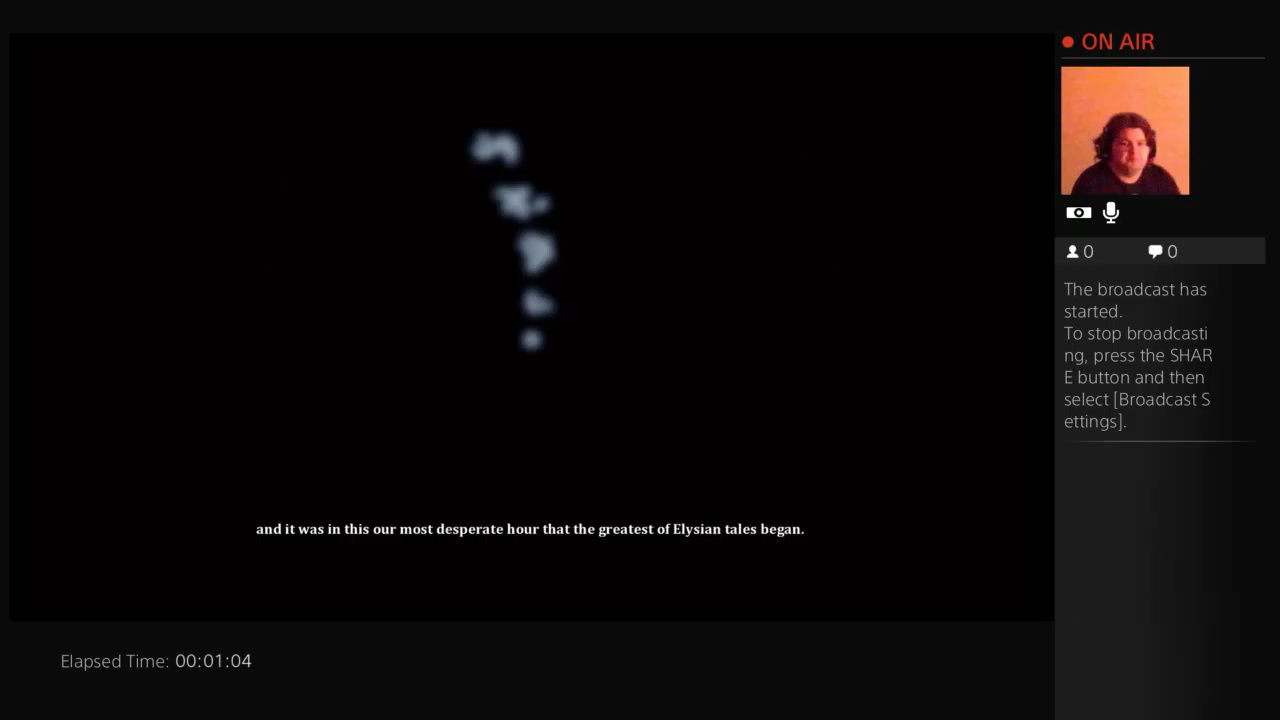 ON AIR
0 0
The broadcast has
started.
To stop broadcasti
ng, press the SHAR
E button and then
select [Broadcast S
ettings].
and it was in this our most desperate hour that the greatest of Elysian tales began.
Elapsed Time: 00:01:04